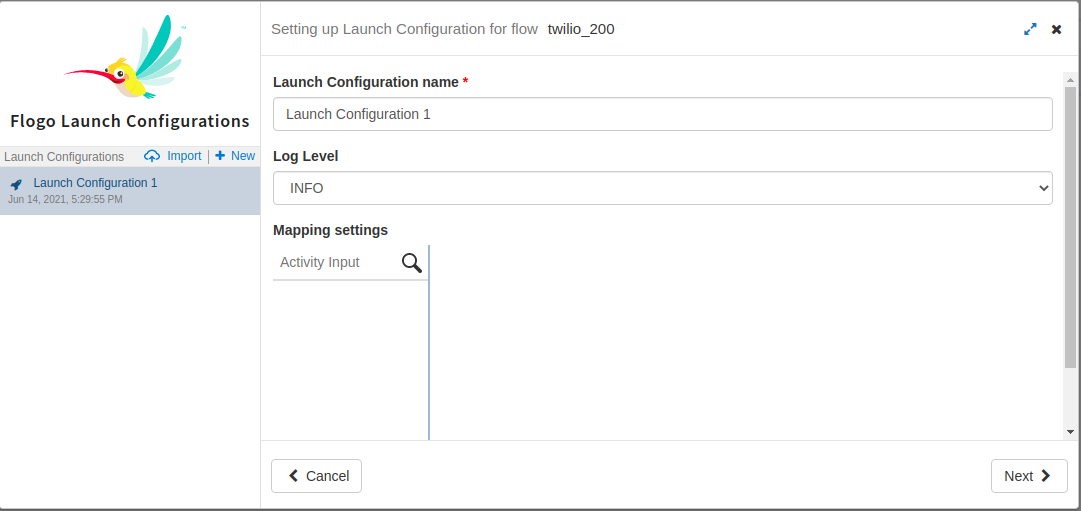 ™
Flogo Launch Configurations
Launch Configurations Import | New
Launch Configuration 1
Jun 14, 2021, 5:29:55 PM
Setting up Launch Configuration for flow twilio_200
Launch Configuration name *
Launch Configuration 1
Log Level
INFO
Mapping settings
Activity Input
Cancel
Next